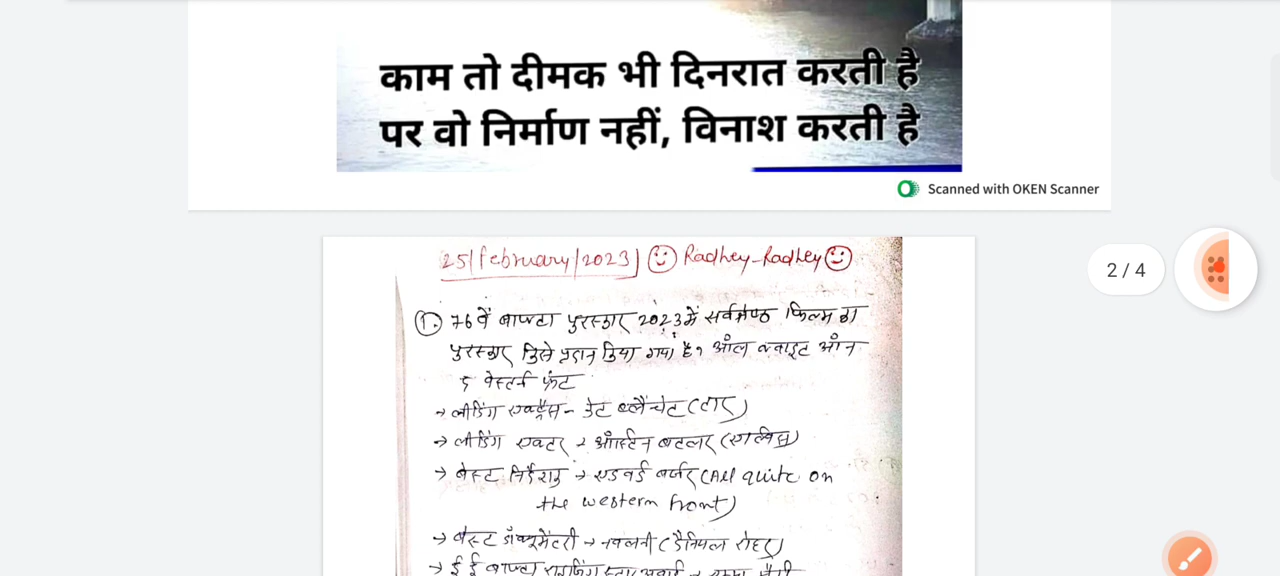 काम तो दीमक भी दिनरात करती है
पर वो निर्माण नहीं, विनाश करती है
Scanned with OKEN Scanner
25/february/2023 Radhey-Radhey
2 / 4
1. 76वें बाफ्टा पुरस्कार 2023 में सर्वश्रेष्ठ फिल्म का
पुरस्कार किसे प्रदान किया गया है? ऑल क्वाइट ऑन
द वेस्टर्न फ्रंट
→ लीडिंग एक्ट्रैस - केट ब्लैंचेट (टार)
→ लीडिंग एक्टर - ऑस्टिन बटलर (एल्विस)
→ बेस्ट निर्देशक → एडवर्ड बर्जर (All quite on
the western front)
→ बेस्ट डॉक्यूमेंटरी → नवलनी (डैनियल रोहर)
→ ई ई बाफ्टा